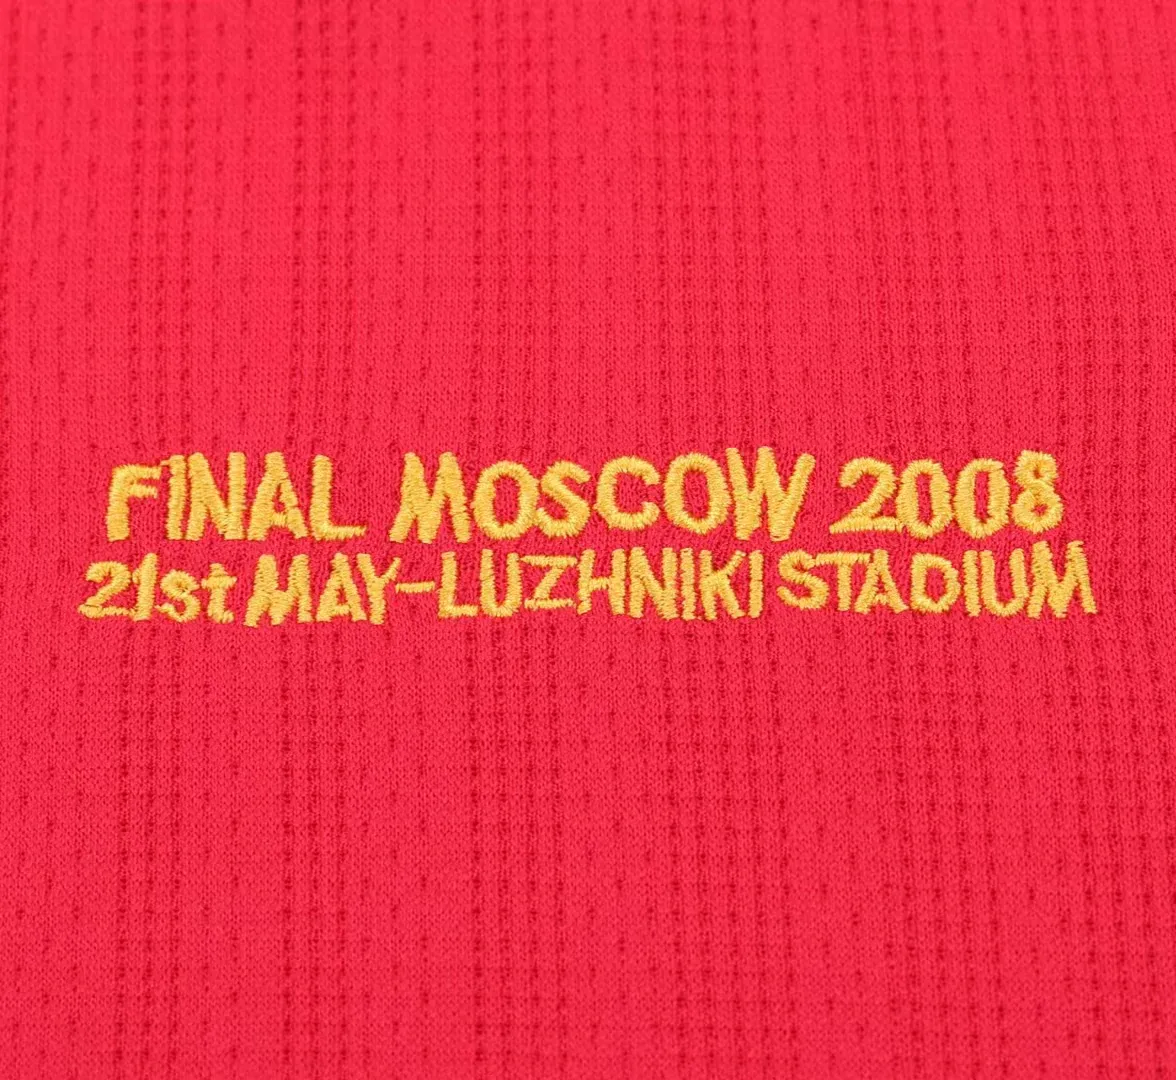 FINAL MOSCOW 2008
21st MAY-LUZHNIKI STADIUM